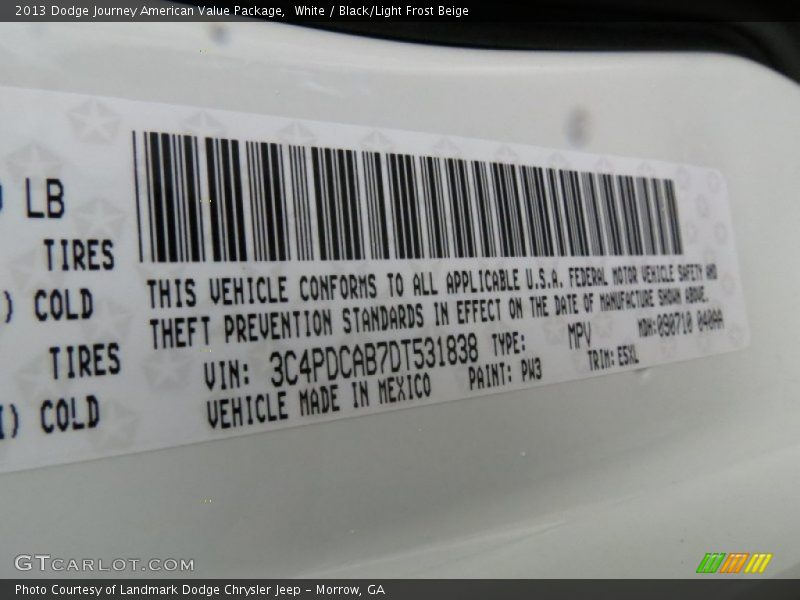 2013 Dodge Journey American Value Package, White / Black/Light Frost Beige
LB
TIRES
) COLD
TIRES
) COLD
THIS VEHICLE CONFORMS TO ALL APPLICABLE U.S.A. FEDERAL MOTOR VEHICLE SAFETY AND
THEFT PREVENTION STANDARDS IN EFFECT ON THE DATE OF MANUFACTURE SHOWN ABOVE.
VIN: 3C4PDCAB7DT531838 TYPE: MPV MDH:090710 040AA
VEHICLE MADE IN MEXICO PAINT: PW3 TRIM: E5XL
GTCARLOT.COM
Photo Courtesy of Landmark Dodge Chrysler Jeep - Morrow, GA